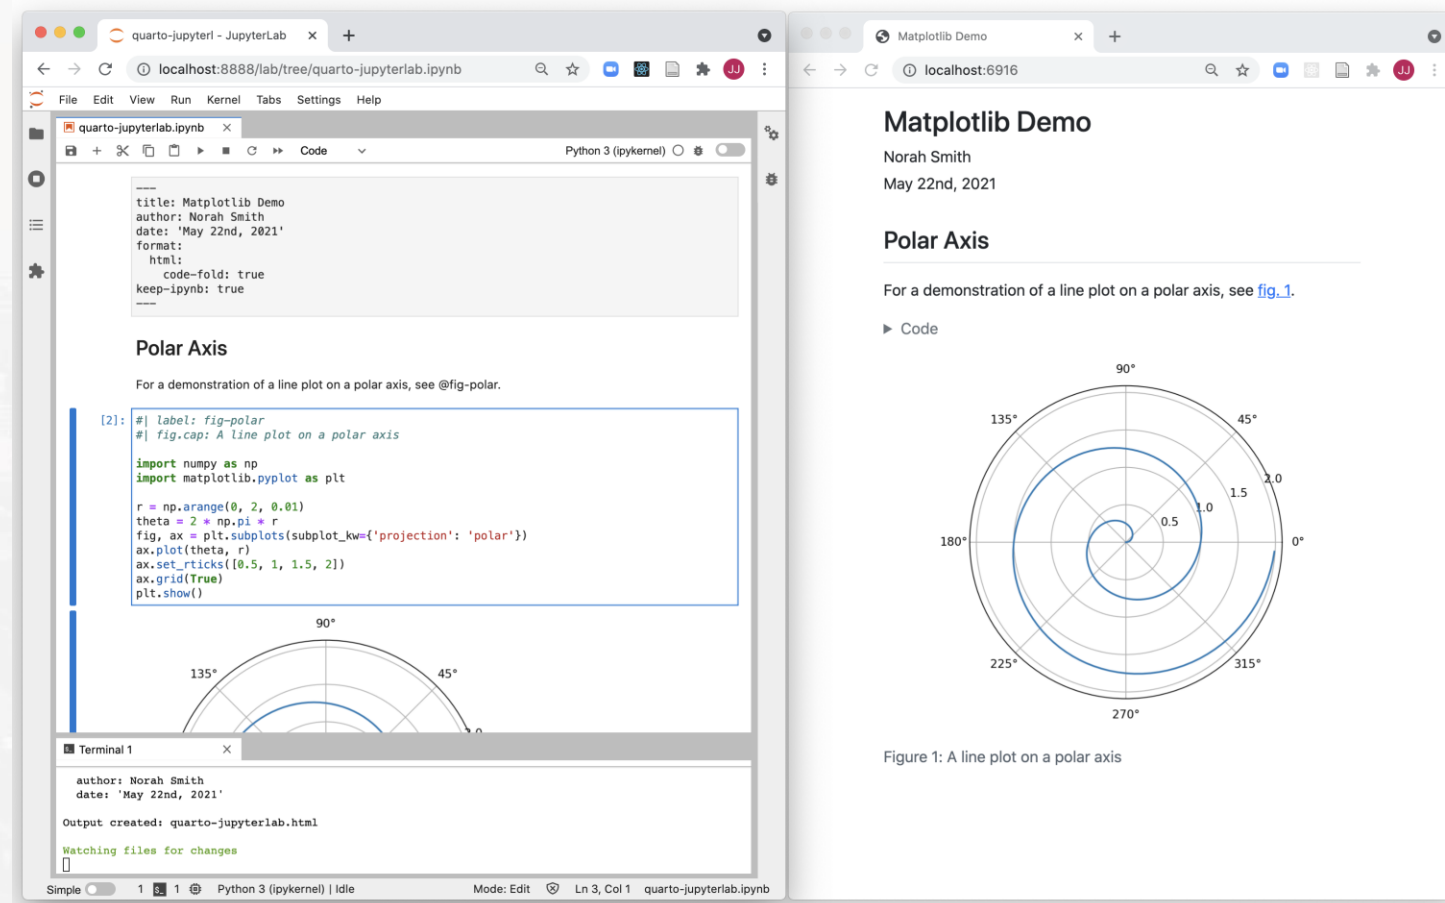 quarto-jupyterl - JupyterLab
localhost:8888/lab/tree/quarto-jupyterlab.ipynb
JJ
File Edit View Run Kernel Tabs Settings Help
quarto-jupyterlab.ipynb
Code
Python 3 (ipykernel)
---
title: Matplotlib Demo
author: Norah Smith
date: 'May 22nd, 2021'
format:
  html:
    code-fold: true
keep-ipynb: true
---
Polar Axis
For a demonstration of a line plot on a polar axis, see @fig-polar.
[2]:
#| label: fig-polar
#| fig.cap: A line plot on a polar axis
import numpy as np
import matplotlib.pyplot as plt
r = np.arange(0, 2, 0.01)
theta = 2 * np.pi * r
fig, ax = plt.subplots(subplot_kw={'projection': 'polar'})
ax.plot(theta, r)
ax.set_rticks([0.5, 1, 1.5, 2])
ax.grid(True)
plt.show()
90°
135°
45°
2.0
Terminal 1
author: Norah Smith
date: 'May 22nd, 2021'
Output created: quarto-jupyterlab.html
Watching files for changes
Simple 1 1 Python 3 (ipykernel) | Idle Mode: Edit Ln 3, Col 1 quarto-jupyterlab.ipynb
Matplotlib Demo
localhost:6916
JJ
Matplotlib Demo
Norah Smith
May 22nd, 2021
Polar Axis
For a demonstration of a line plot on a polar axis, see fig. 1.
Code
90°
135°
45°
2.0
1.5
1.0
0.5
180°
0°
225°
315°
270°
Figure 1: A line plot on a polar axis